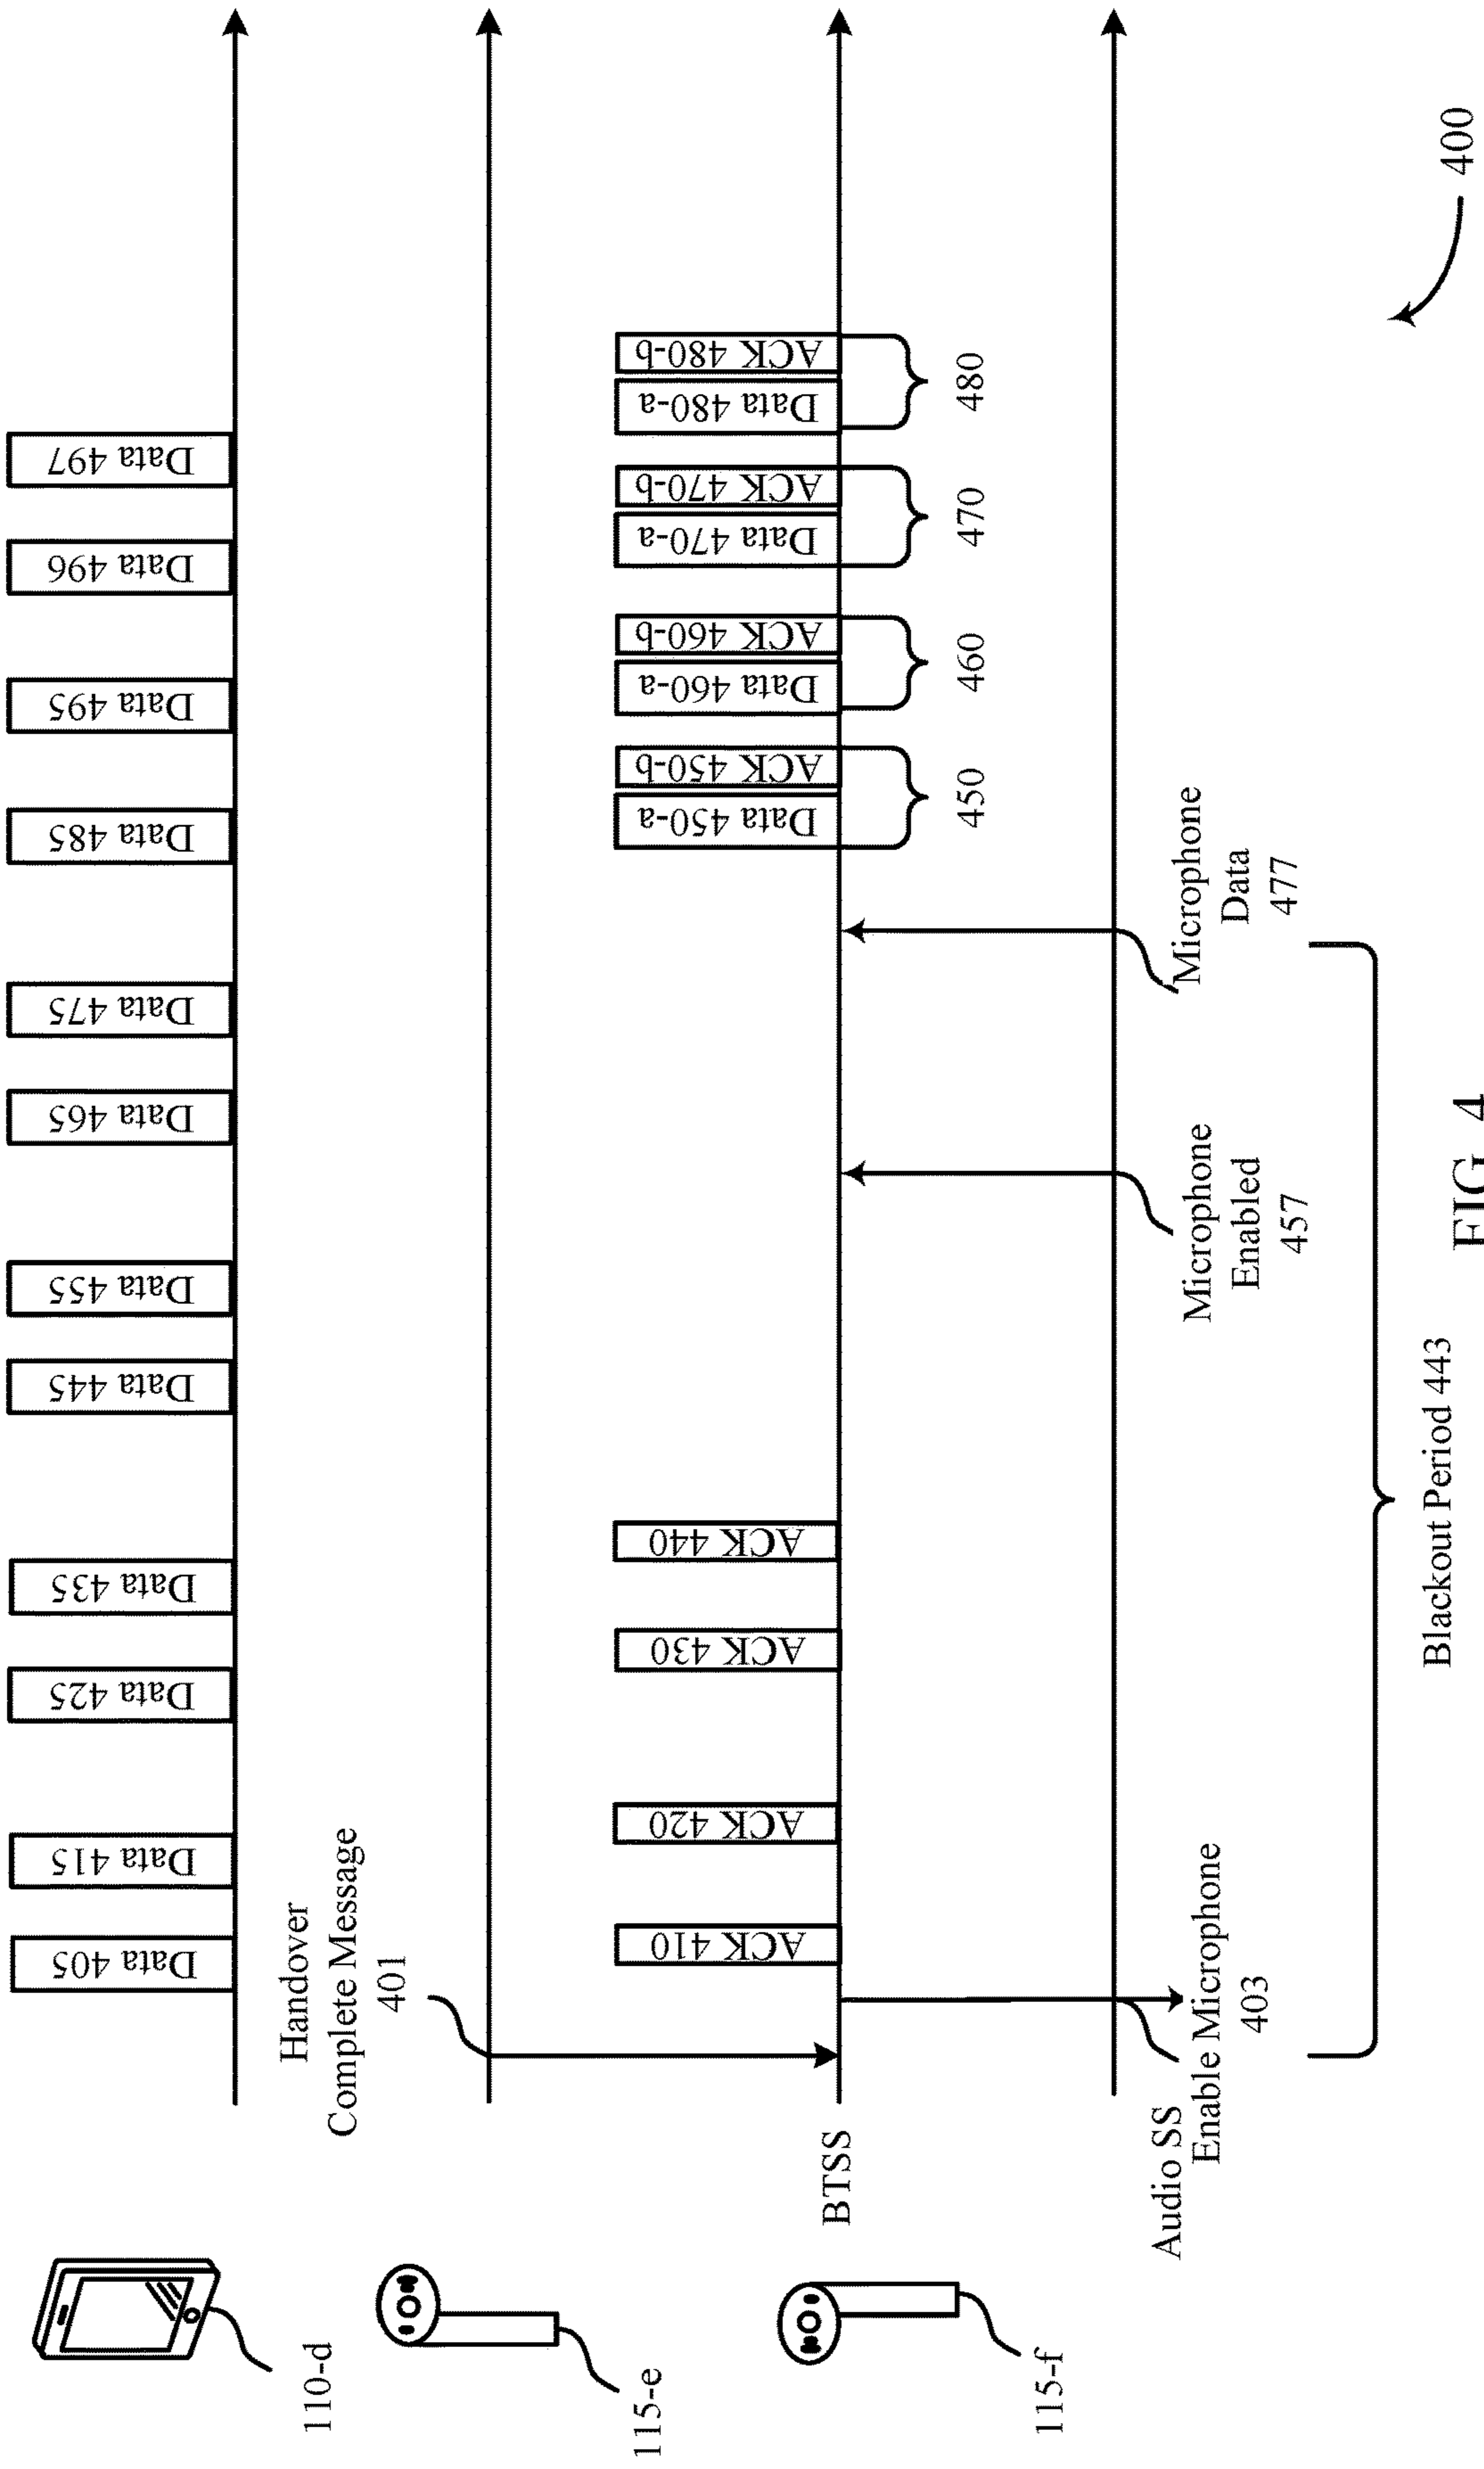 110-d
115-e
115-f
BTSS
Audio SS
Data 405
Data 415
Data 425
Data 435
Data 445
Data 455
Data 465
Data 475
Data 485
Data 495
Data 496
Data 497
Handover
Complete Message
401
ACK 410
ACK 420
ACK 430
ACK 440
Data 450-a
ACK 450-b
Data 460-a
ACK 460-b
Data 470-a
ACK 470-b
Data 480-a
ACK 480-b
450
460
470
480
Enable Microphone
403
Microphone
Enabled
457
Microphone
Data
477
Blackout Period 443
400
FIG. 4